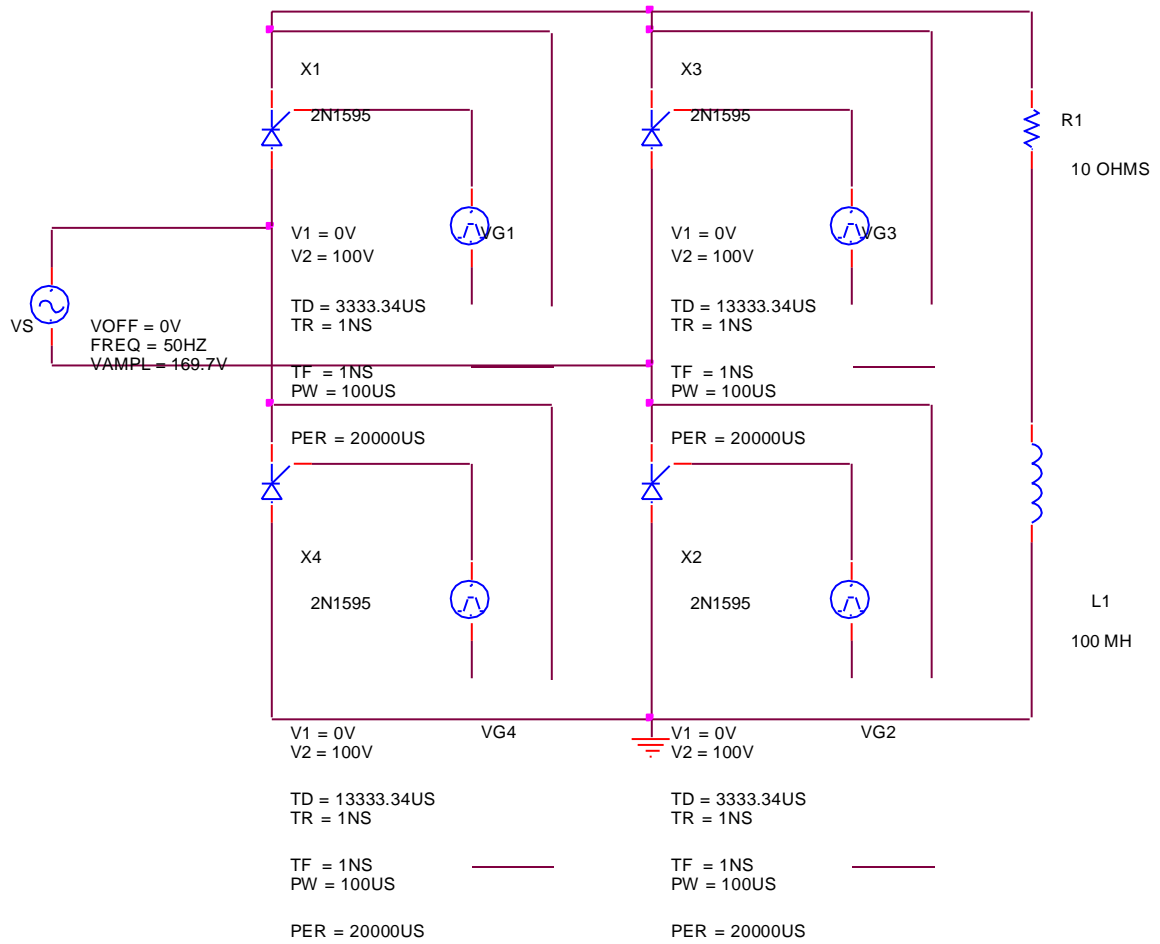 X1
X3
2N1595
2N1595
R1
10 OHMS
V1 = 0V
V2 = 100V
VG1
V1 = 0V
V2 = 100V
VG3
TD = 3333.34US
TR = 1NS
TD = 13333.34US
TR = 1NS
VS
VOFF = 0V
FREQ = 50HZ
VAMPL = 169.7V
TF = 1NS
PW = 100US
TF = 1NS
PW = 100US
PER = 20000US
PER = 20000US
X4
X2
2N1595
2N1595
L1
100 MH
V1 = 0V
V2 = 100V
VG4
V1 = 0V
V2 = 100V
VG2
TD = 13333.34US
TR = 1NS
TD = 3333.34US
TR = 1NS
TF = 1NS
PW = 100US
TF = 1NS
PW = 100US
PER = 20000US
PER = 20000US